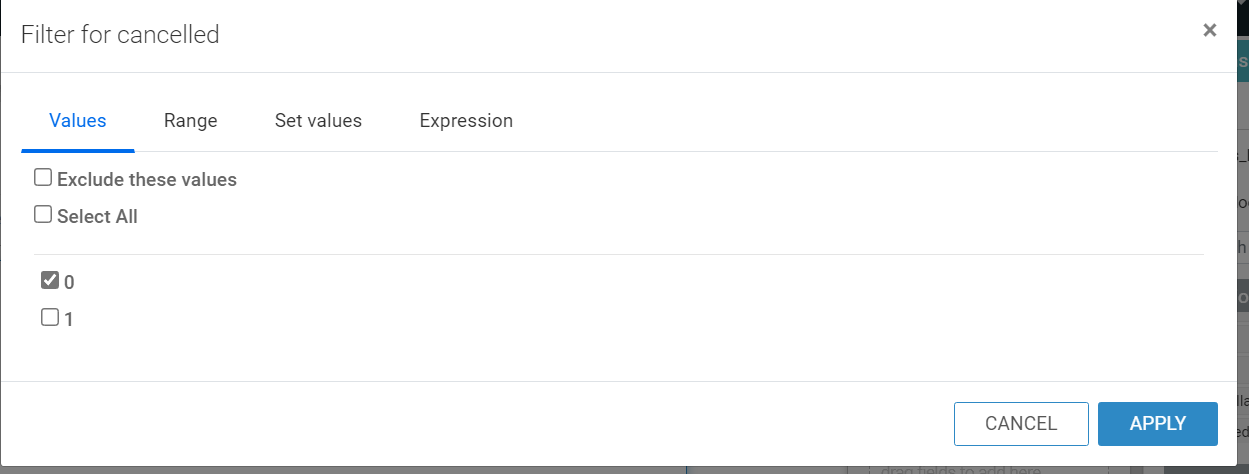 Filter for cancelled
×
Values Range Set values Expression
Exclude these values
Select All
0
1
CANCEL APPLY
drag fields to add here